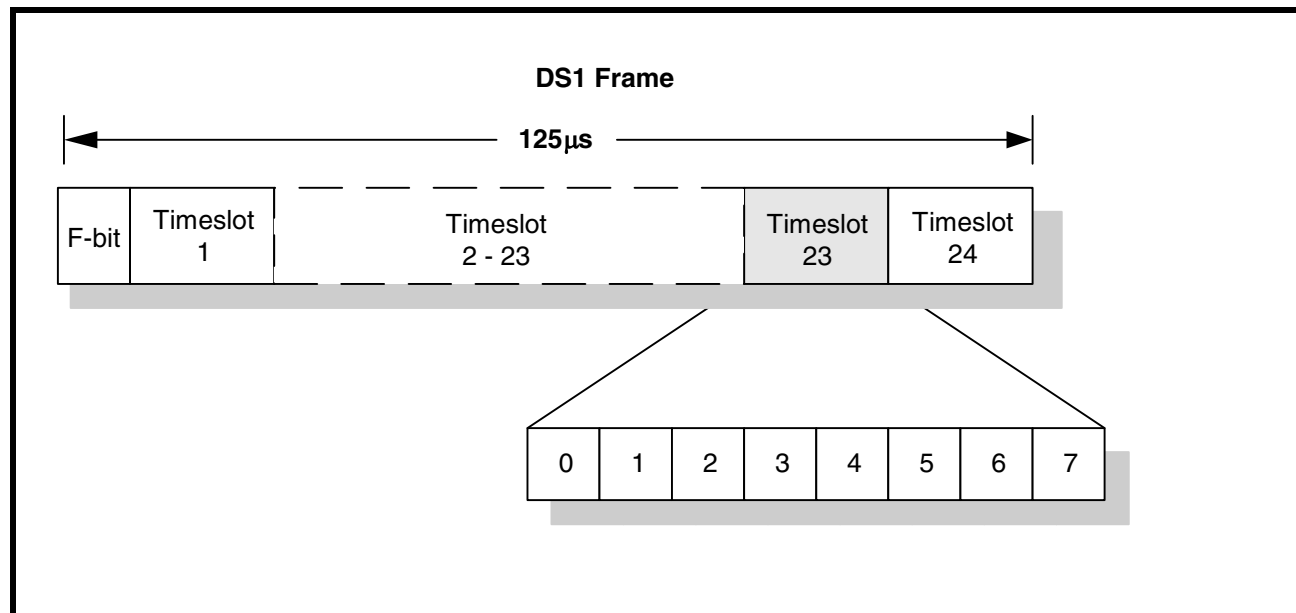 DS1 Frame
125μs
F-bit
Timeslot
1
Timeslot
2 - 23
Timeslot
23
Timeslot
24
0 1 2 3 4 5 6 7